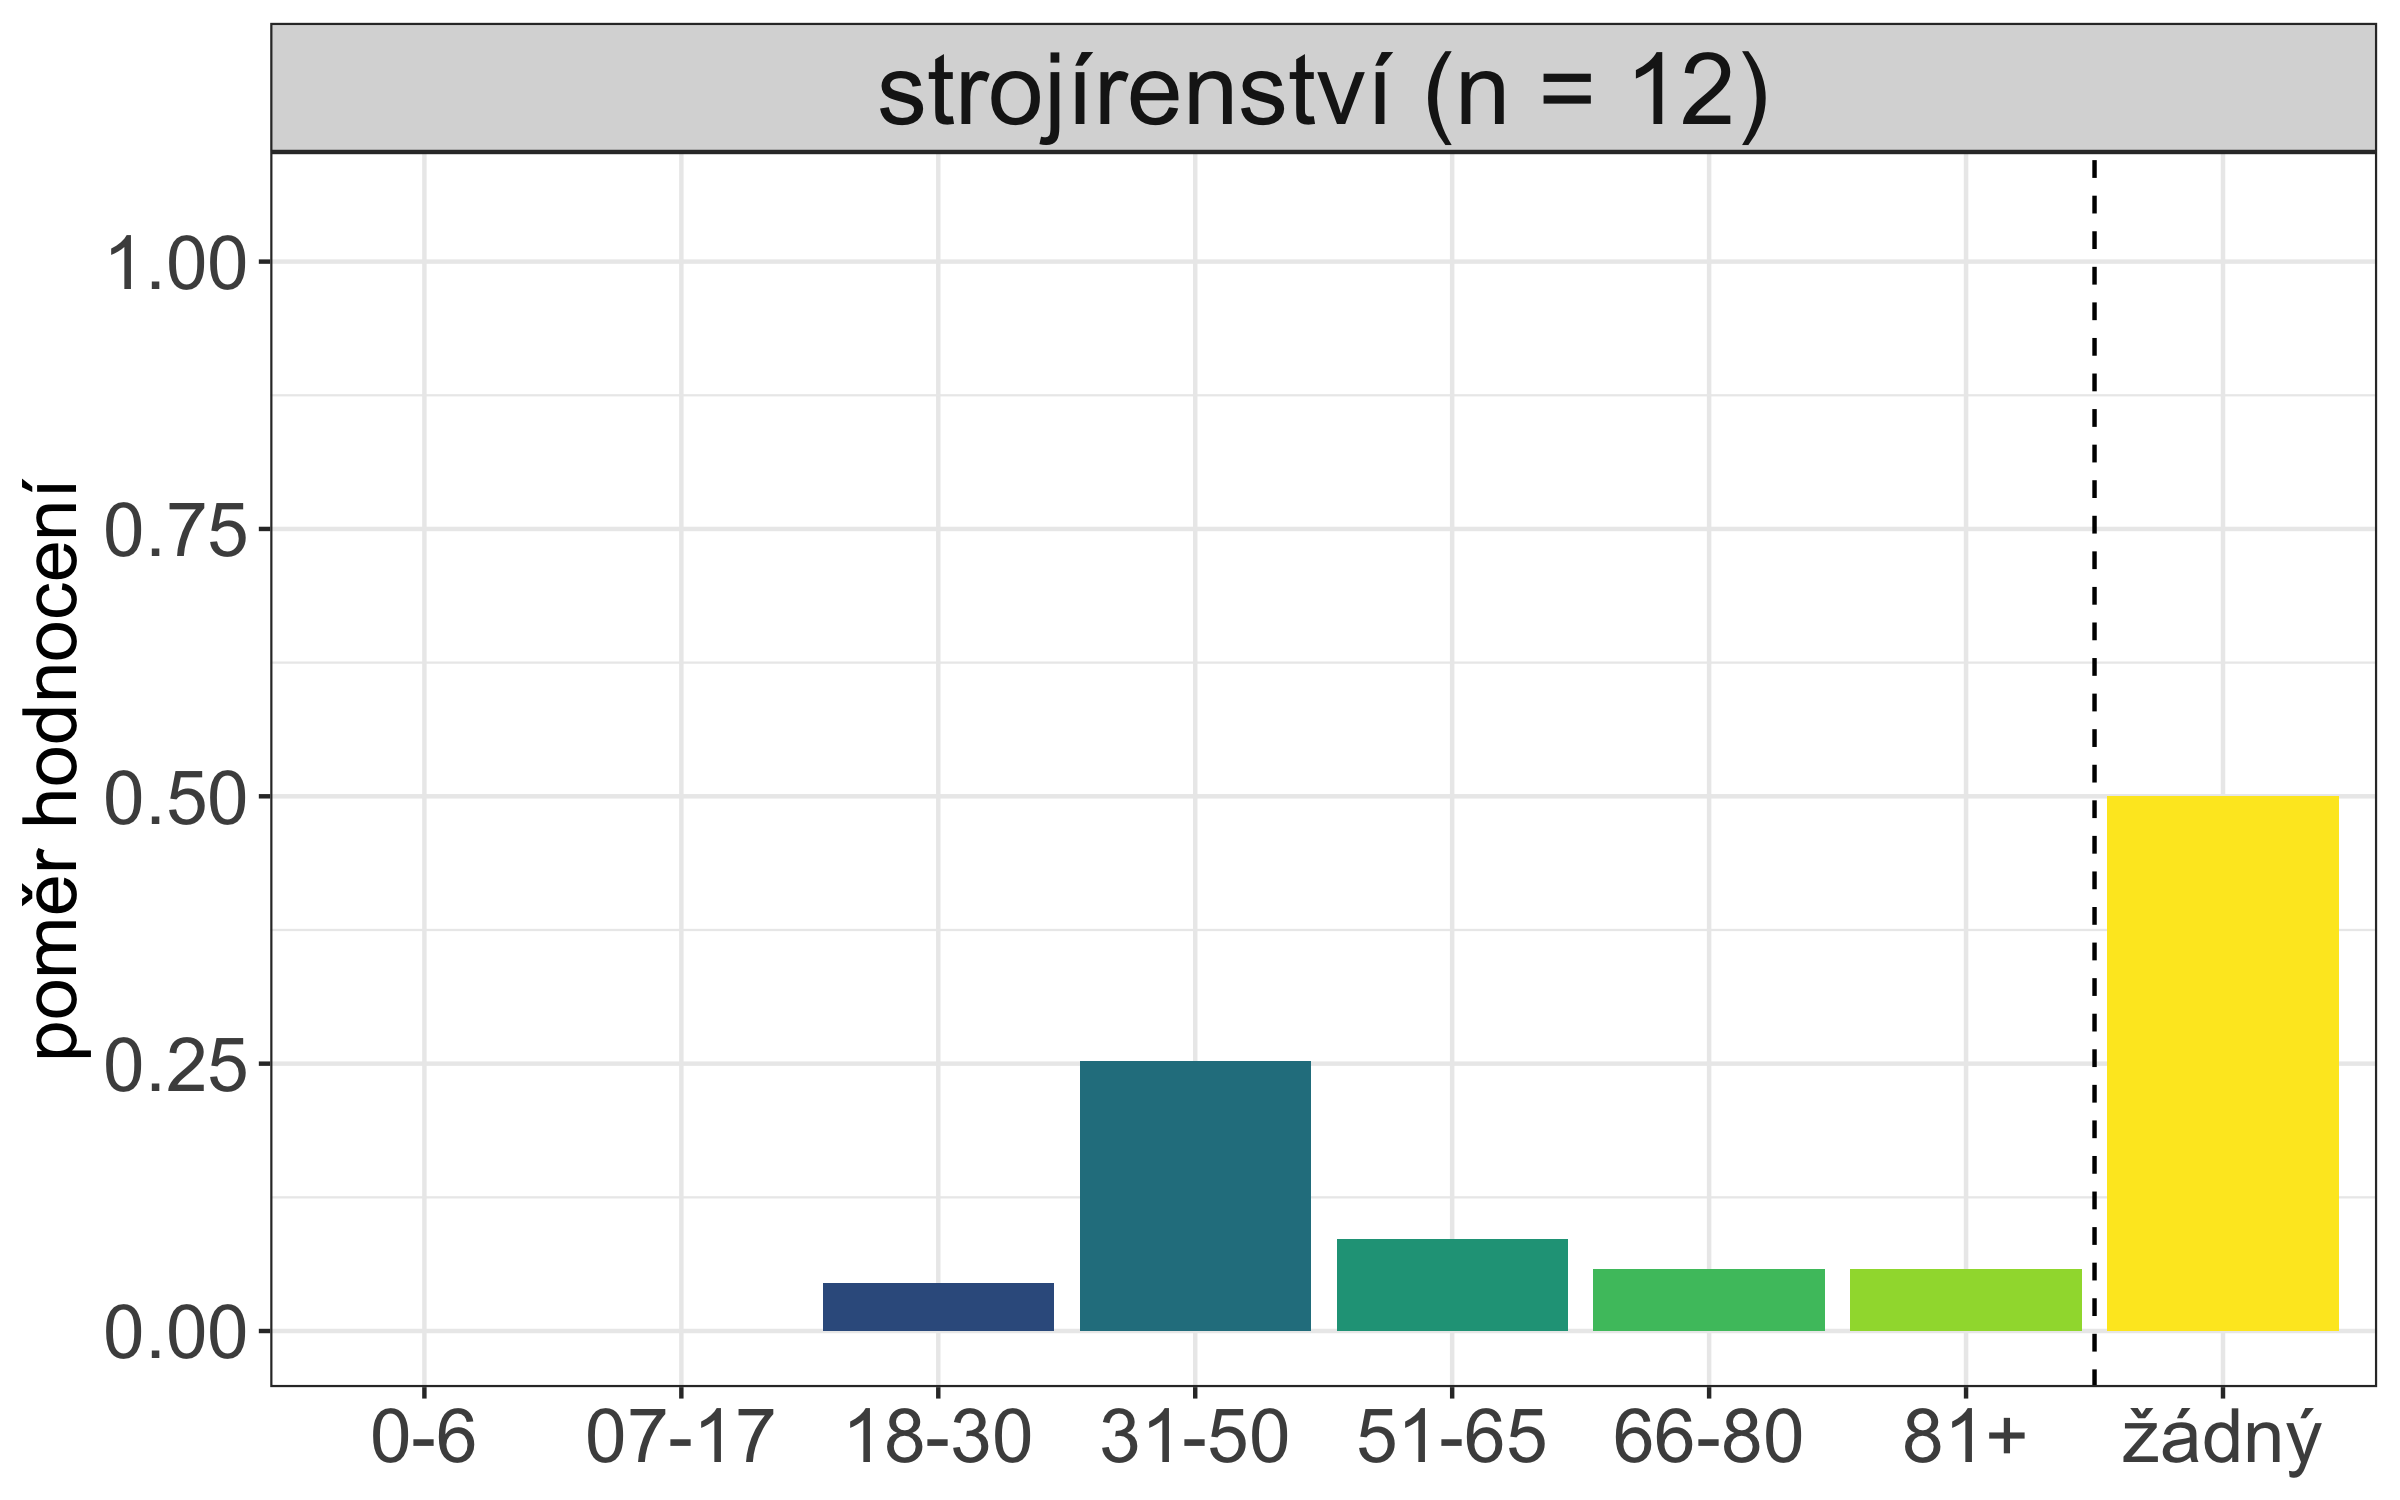 strojírenství (n = 12)
poměr hodnocení
1.00
0.75
0.50
0.25
0.00
0-6 07-17 18-30 31-50 51-65 66-80 81+ žádný